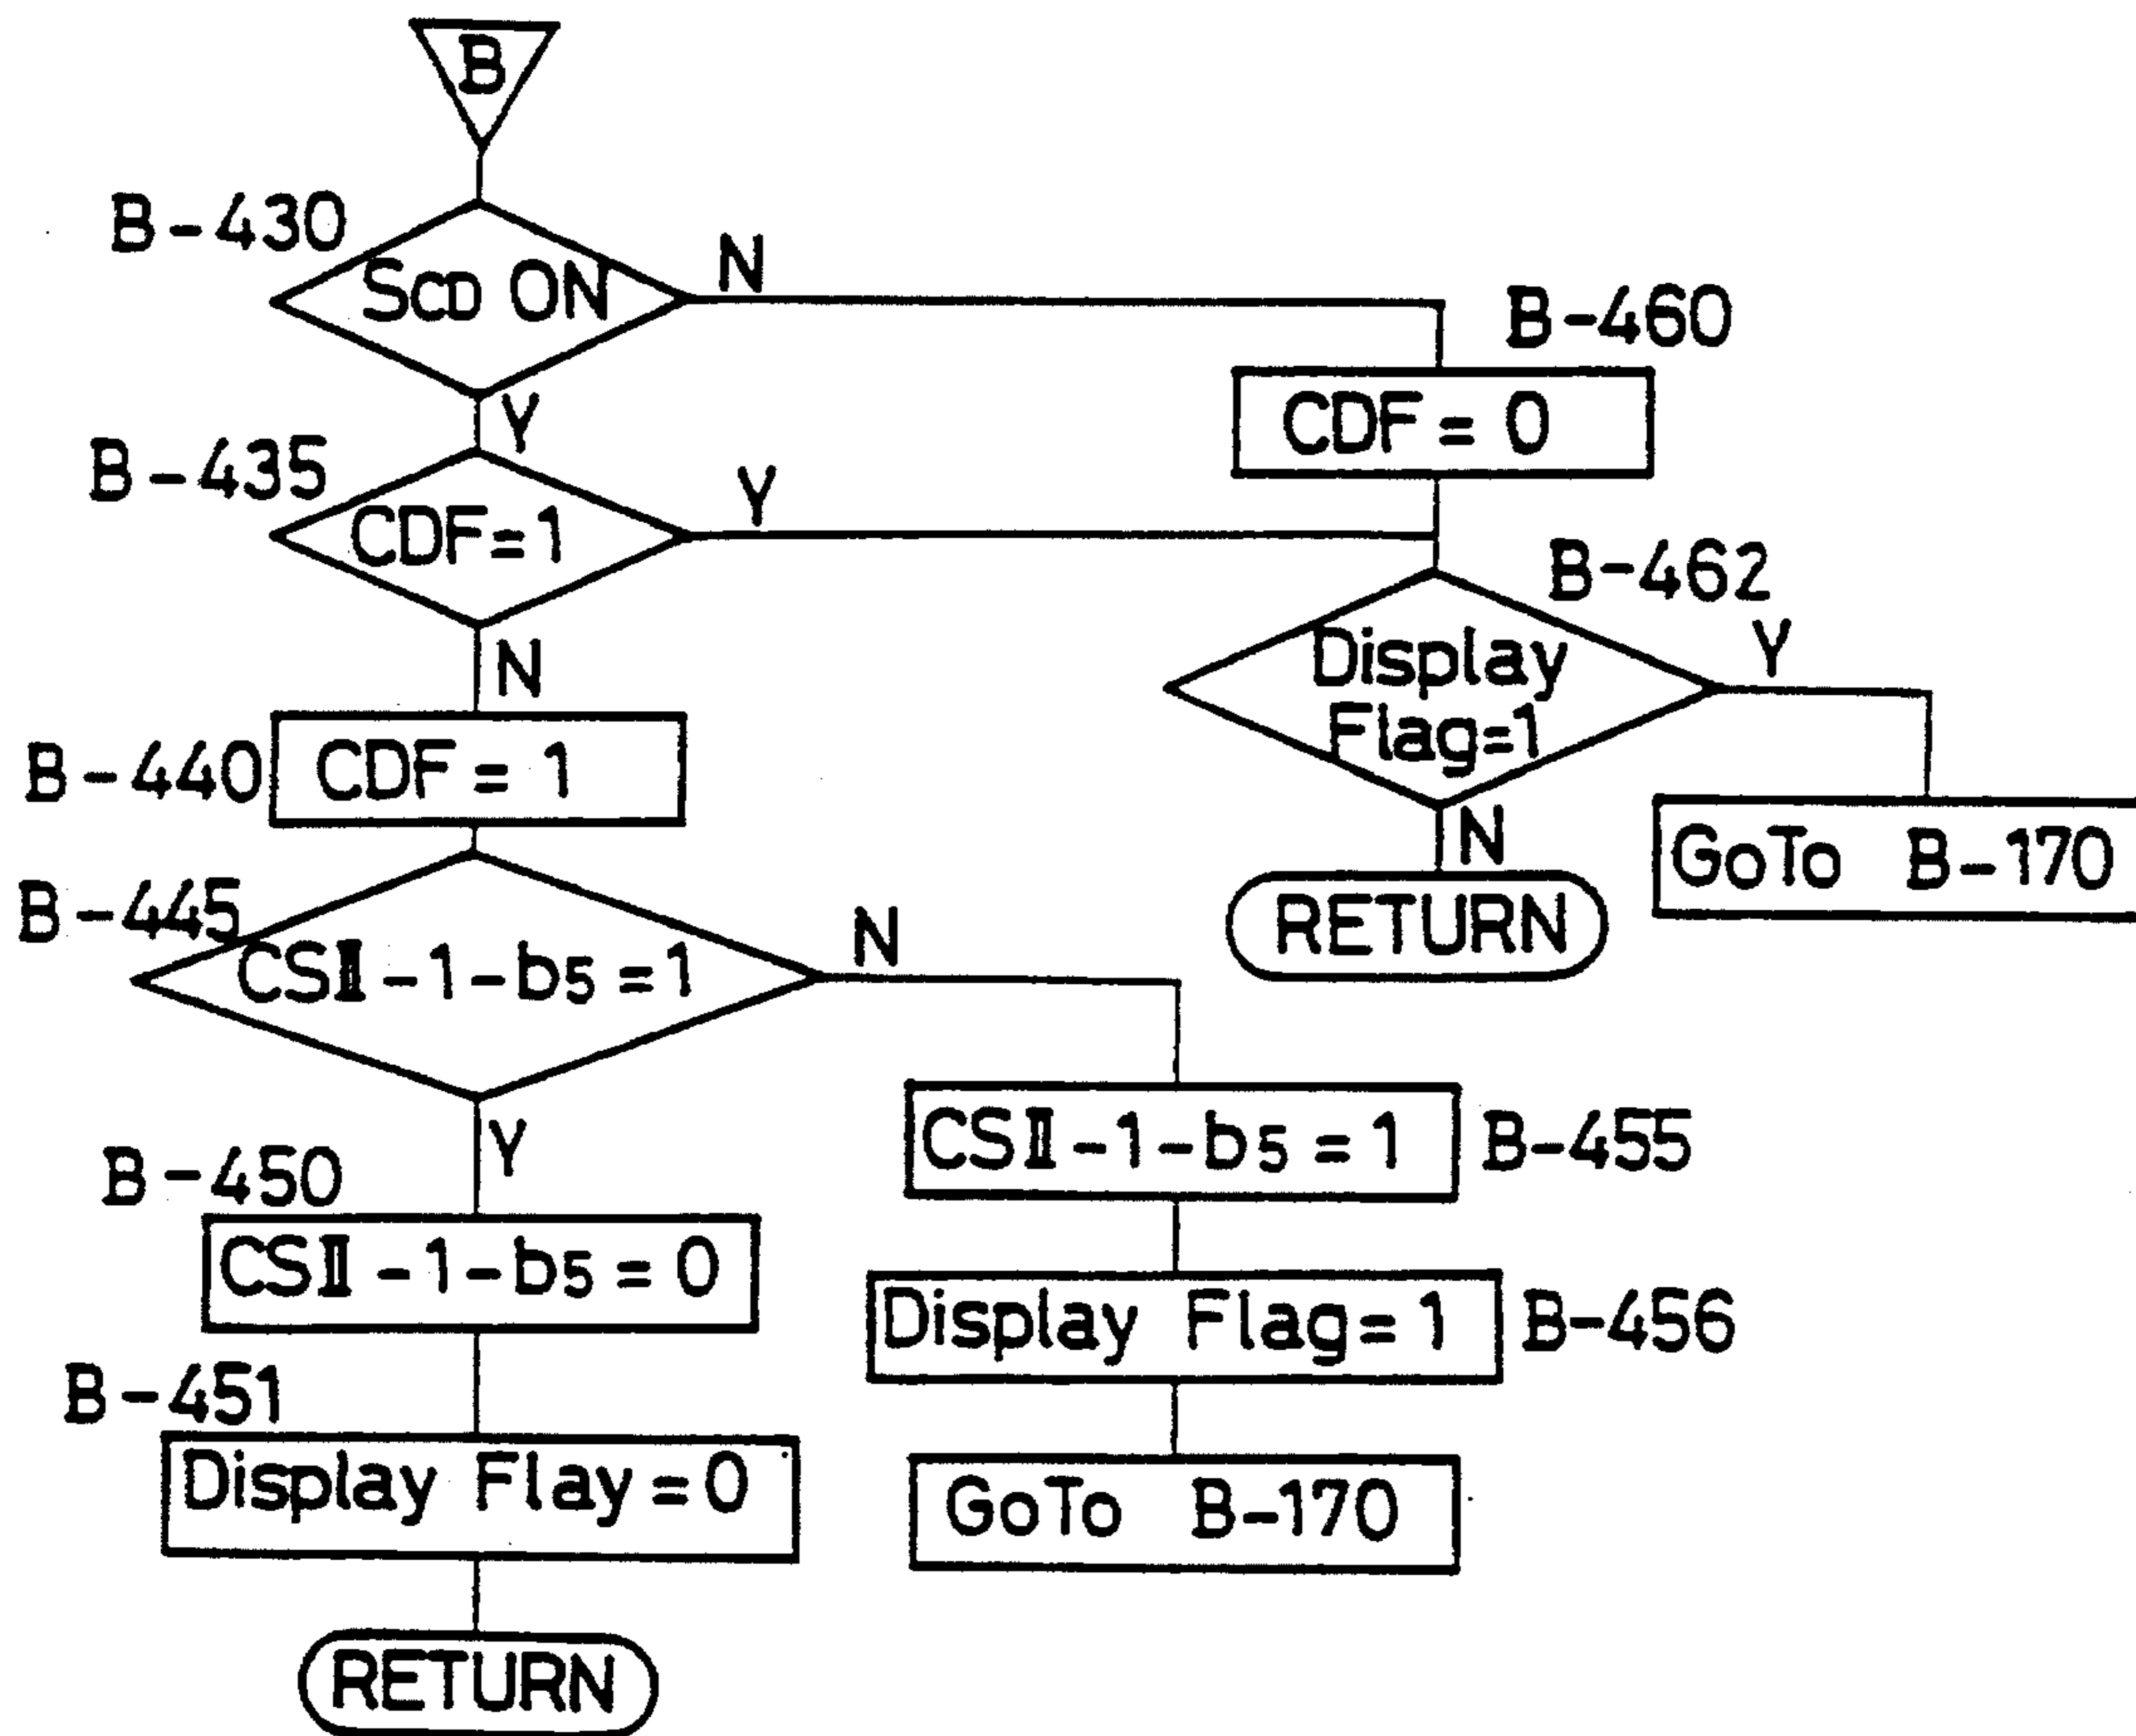 B
B-430
SCD ON
N
B-460
CDF = 0
Y
B-435
CDF=1
Y
B-462
Display
Flag=1
Y
N
B-440
CDF = 1
N
RETURN
GoTo B-170
B-445
CSII-1-b5=1
N
Y
CSII-1-b5=1
B-455
B-450
CSII-1-b5=0
Display Flag=1
B-456
B-451
Display Flay=0
GoTo B-170
RETURN